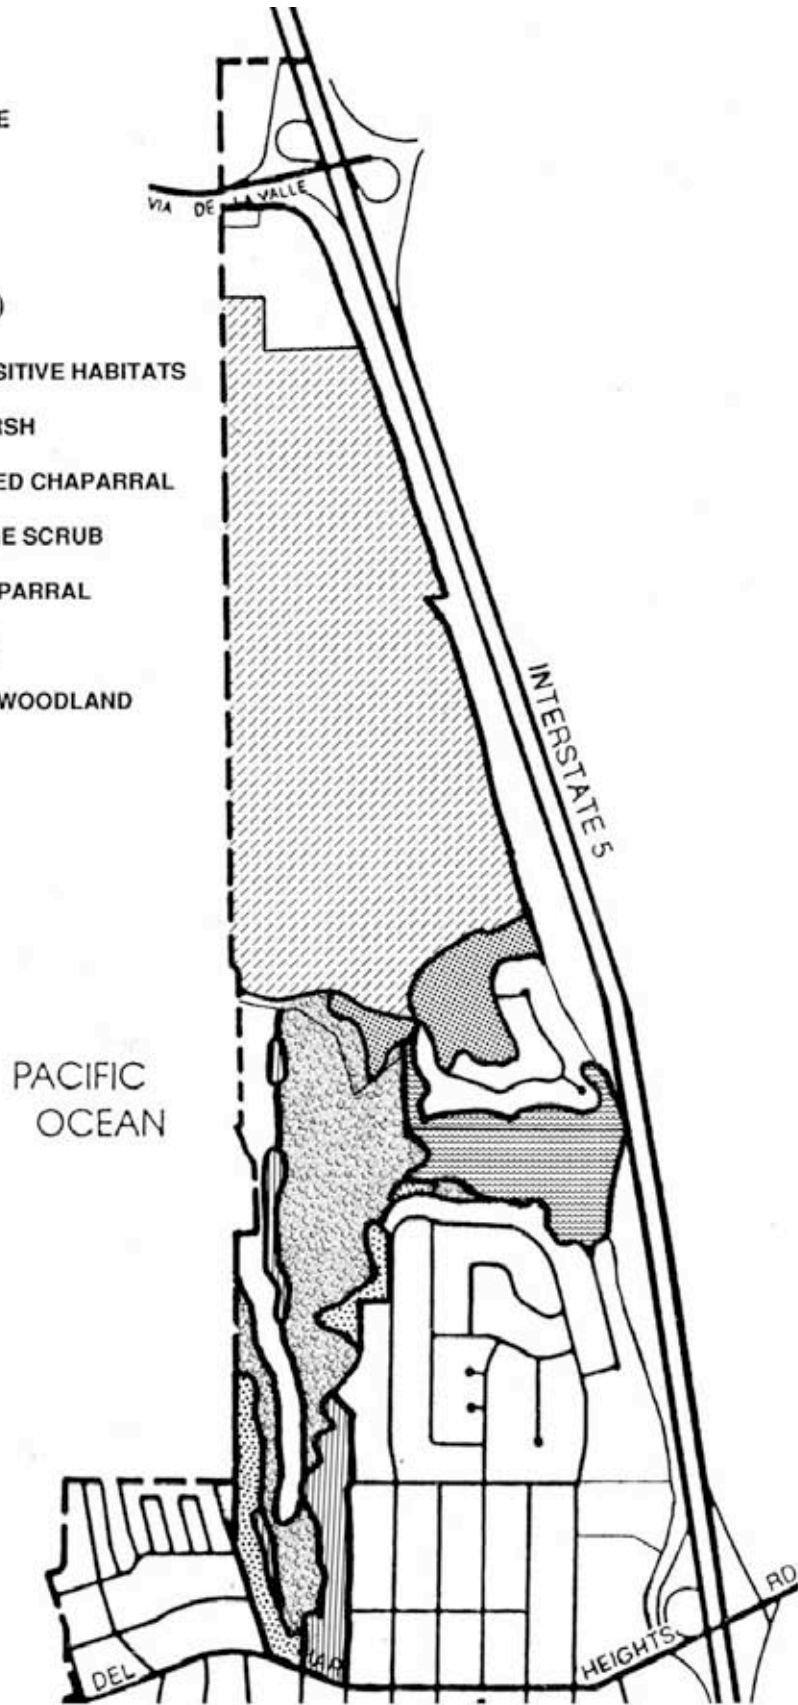 E
)
SITIVE HABITATS
RSH
ED CHAPARRAL
E SCRUB
PARRAL
WOODLAND
VIA DE LA VALLE
INTERSTATE 5
PACIFIC
OCEAN
DEL MAR HEIGHTS RD